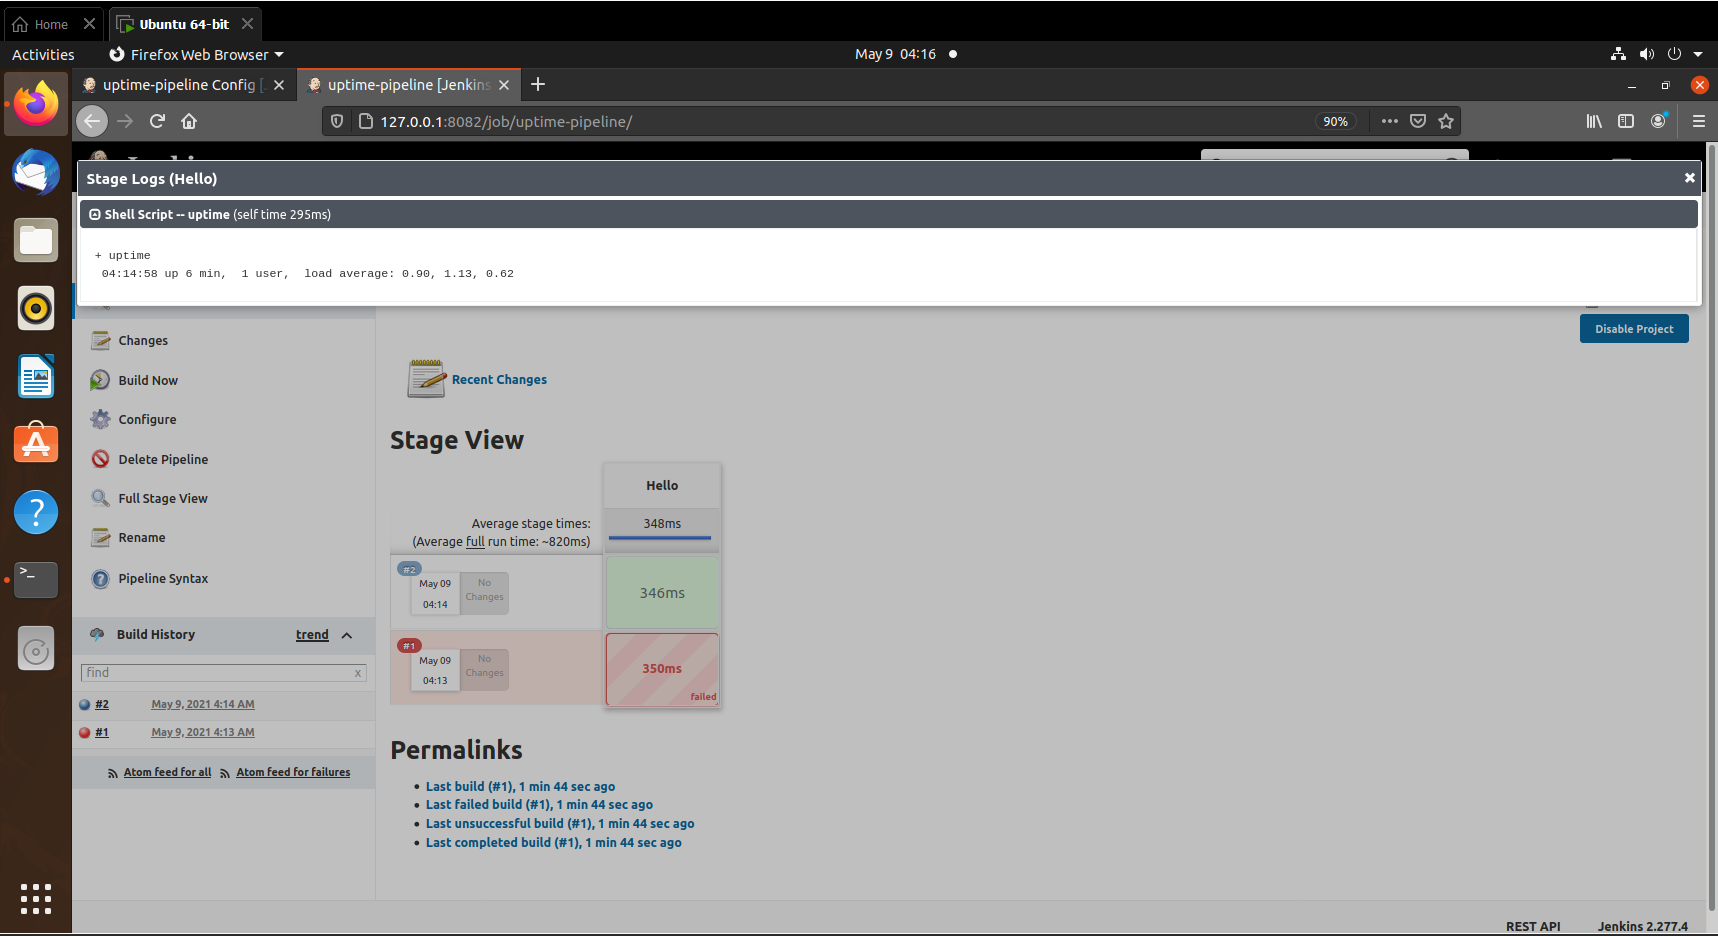 Home
Ubuntu 64-bit
Activities
Firefox Web Browser
May 9 04:16
uptime-pipeline Config [
uptime-pipeline [Jenkins
127.0.0.1:8082/job/uptime-pipeline/
90%
Stage Logs (Hello)
Shell Script -- uptime (self time 295ms)
+ uptime
04:14:58 up 6 min, 1 user, load average: 0.90, 1.13, 0.62
Disable Project
Changes
Build Now
Configure
Delete Pipeline
Full Stage View
Rename
Pipeline Syntax
Build History
trend
find
x
#2
May 9, 2021 4:14 AM
#1
May 9, 2021 4:13 AM
Atom feed for all
Atom feed for failures
Recent Changes
Stage View
Hello
Average stage times:
(Average full run time: ~820ms)
348ms
#2
May 09
04:14
No
Changes
346ms
#1
May 09
04:13
No
Changes
350ms
failed
Permalinks
Last build (#1), 1 min 44 sec ago
Last failed build (#1), 1 min 44 sec ago
Last unsuccessful build (#1), 1 min 44 sec ago
Last completed build (#1), 1 min 44 sec ago
REST API
Jenkins 2.277.4